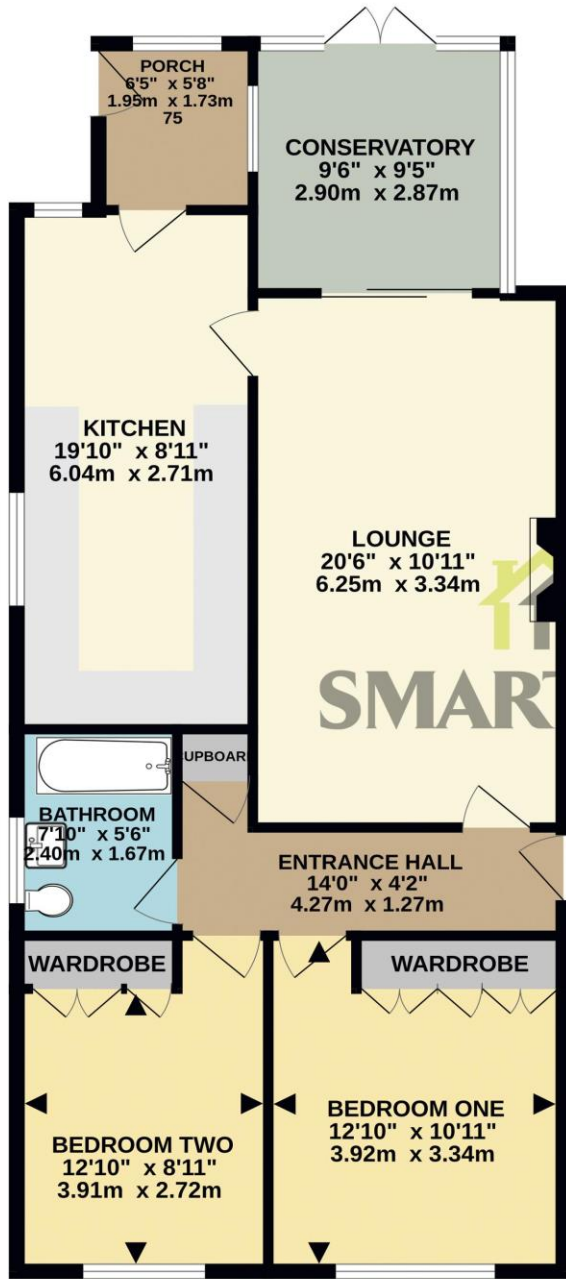 PORCH
6'5" x 5'8"
1.95m x 1.73m
75
CONSERVATORY
9'6" x 9'5"
2.90m x 2.87m
KITCHEN
19'10" x 8'11"
6.04m x 2.71m
LOUNGE
20'6" x 10'11"
6.25m x 3.34m
SMART
CUPBOARD
BATHROOM
7'10" x 5'6"
2.40m x 1.67m
ENTRANCE HALL
14'0" x 4'2"
4.27m x 1.27m
WARDROBE
WARDROBE
BEDROOM TWO
12'10" x 8'11"
3.91m x 2.72m
BEDROOM ONE
12'10" x 10'11"
3.92m x 3.34m